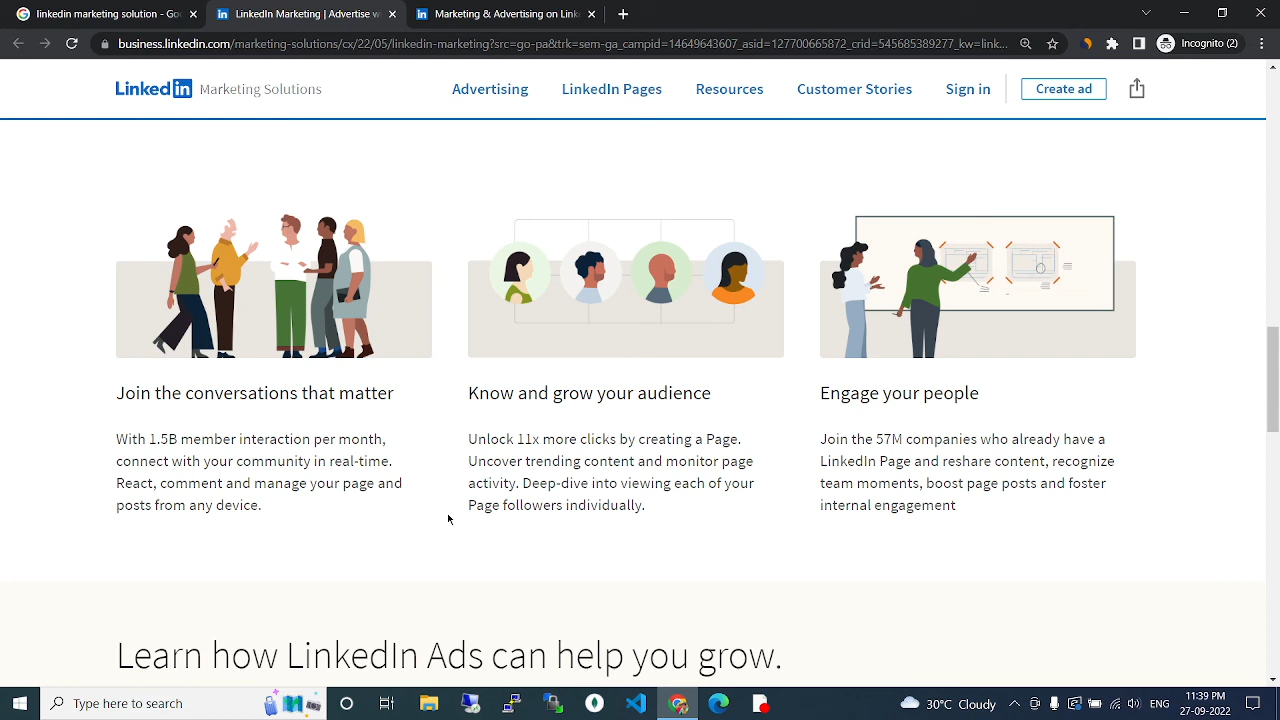 linkedin marketing solution - Goo
LinkedIn Marketing | Advertise wi
Marketing & Advertising on Linke
business.linkedin.com/marketing-solutions/cx/22/05/linkedin-marketing?src=go-pa&trk=sem-ga_campid=14649643607_asid=127700665872_crid=545685389277_kw=link...
Incognito (2)
Linked in Marketing Solutions
Advertising
LinkedIn Pages
Resources
Customer Stories
Sign in
Create ad
Join the conversations that matter
With 1.5B member interaction per month,
connect with your community in real-time.
React, comment and manage your page and
posts from any device.
Know and grow your audience
Unlock 11x more clicks by creating a Page.
Uncover trending content and monitor page
activity. Deep-dive into viewing each of your
Page followers individually.
Engage your people
Join the 57M companies who already have a
LinkedIn Page and reshare content, recognize
team moments, boost page posts and foster
internal engagement
Learn how LinkedIn Ads can help you grow.
Type here to search
30°C Cloudy
ENG
11:39 PM
27-09-2022